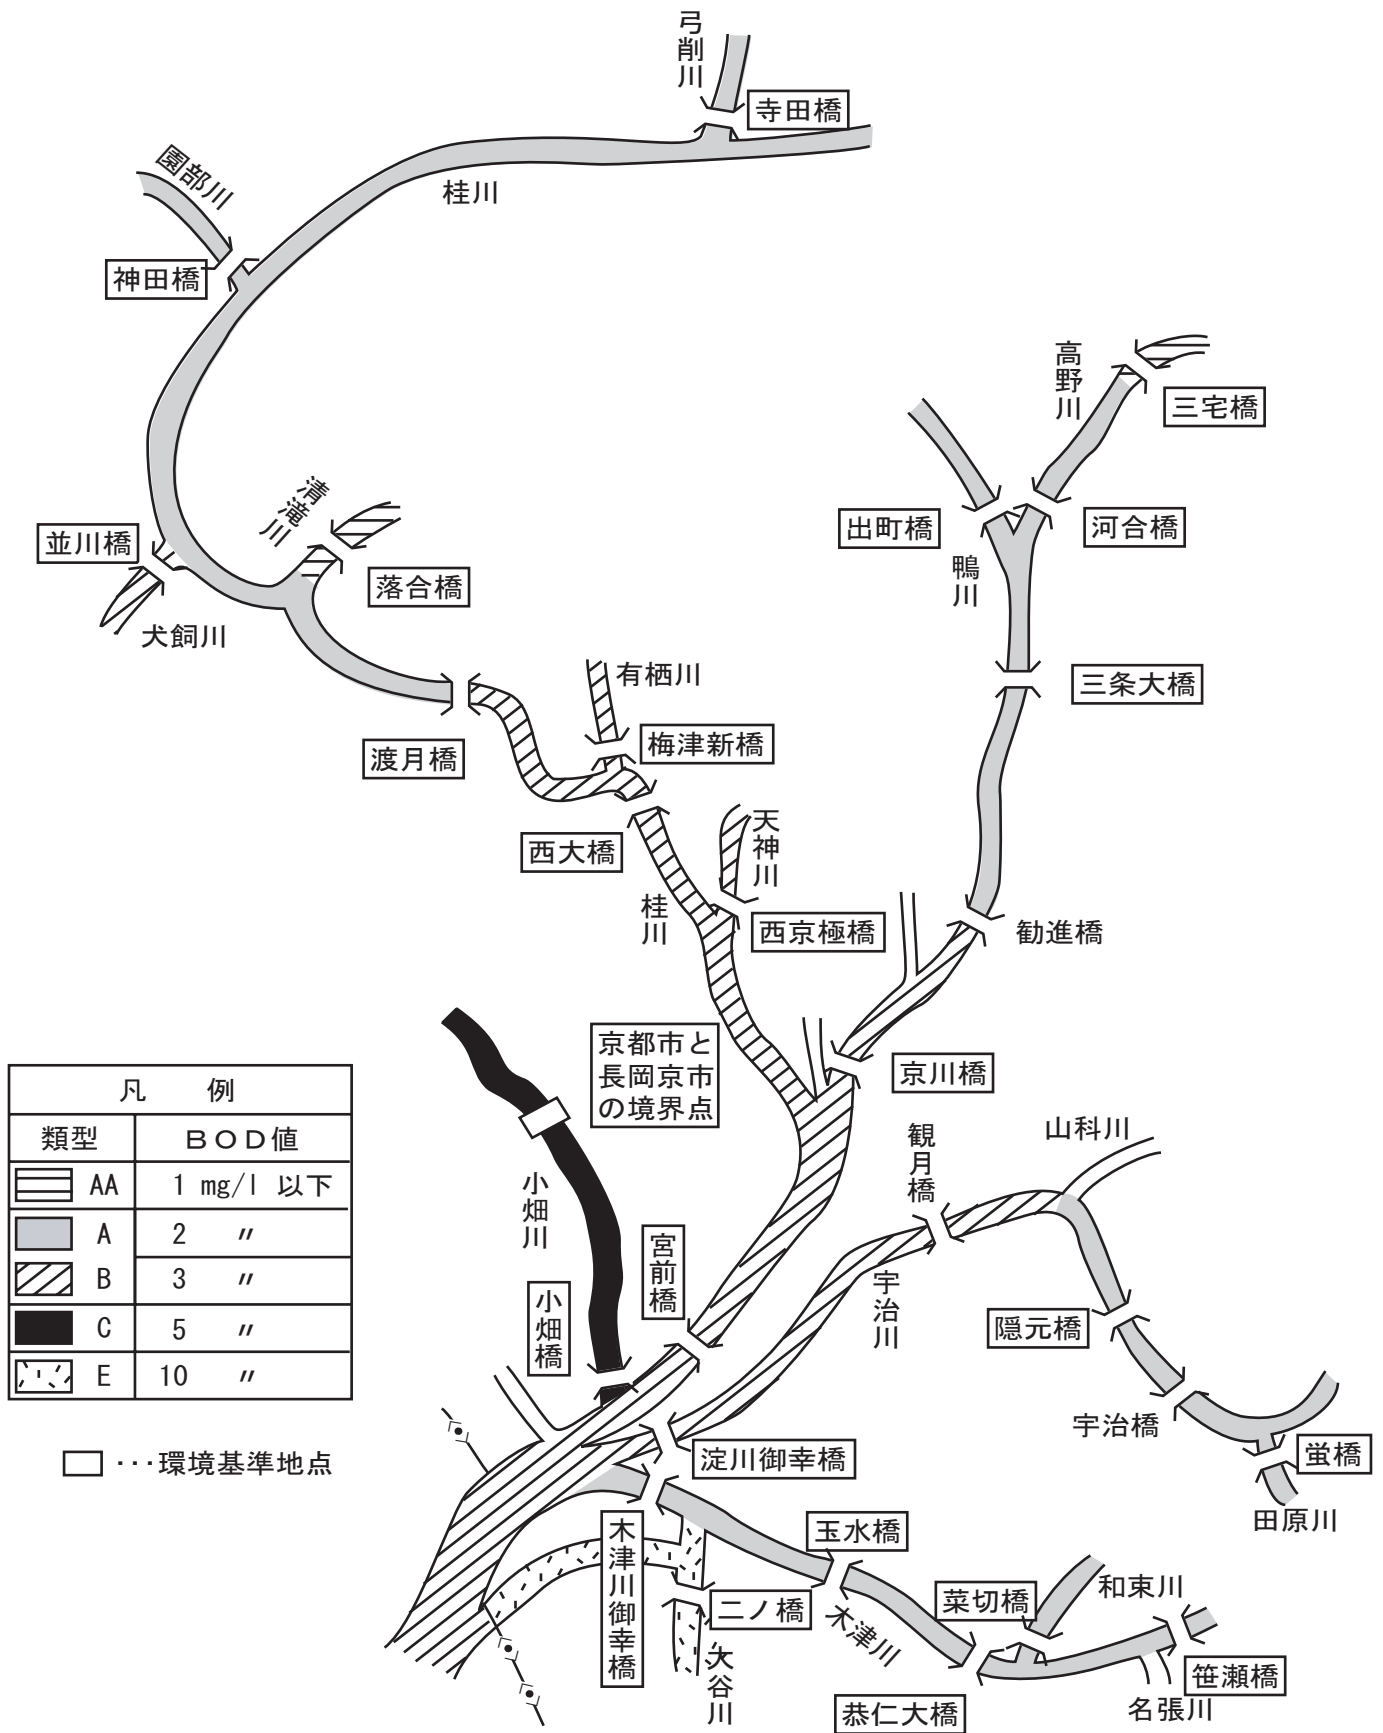 弓削川
寺田橋
園部川
桂川
神田橋
高野川
三宅橋
清滝川
並川橋
落合橋
出町橋
河合橋
鴨川
犬飼川
有栖川
三条大橋
梅津新橋
渡月橋
天神川
西大橋
桂川
西京極橋
勧進橋
京都市と
長岡京市
の境界点
京川橋
凡 例
類型 BOD値
AA 1 mg/l 以下
A 2 〃
B 3 〃
C 5 〃
E 10 〃
観月橋
山科川
小畑川
宮前橋
宇治川
小畑橋
隠元橋
宇治橋
淀川御幸橋
蛍橋
…環境基準地点
田原川
木津川御幸橋
玉水橋
二ノ橋
菜切橋
和束川
木津川
大谷川
笹瀬橋
名張川
恭仁大橋